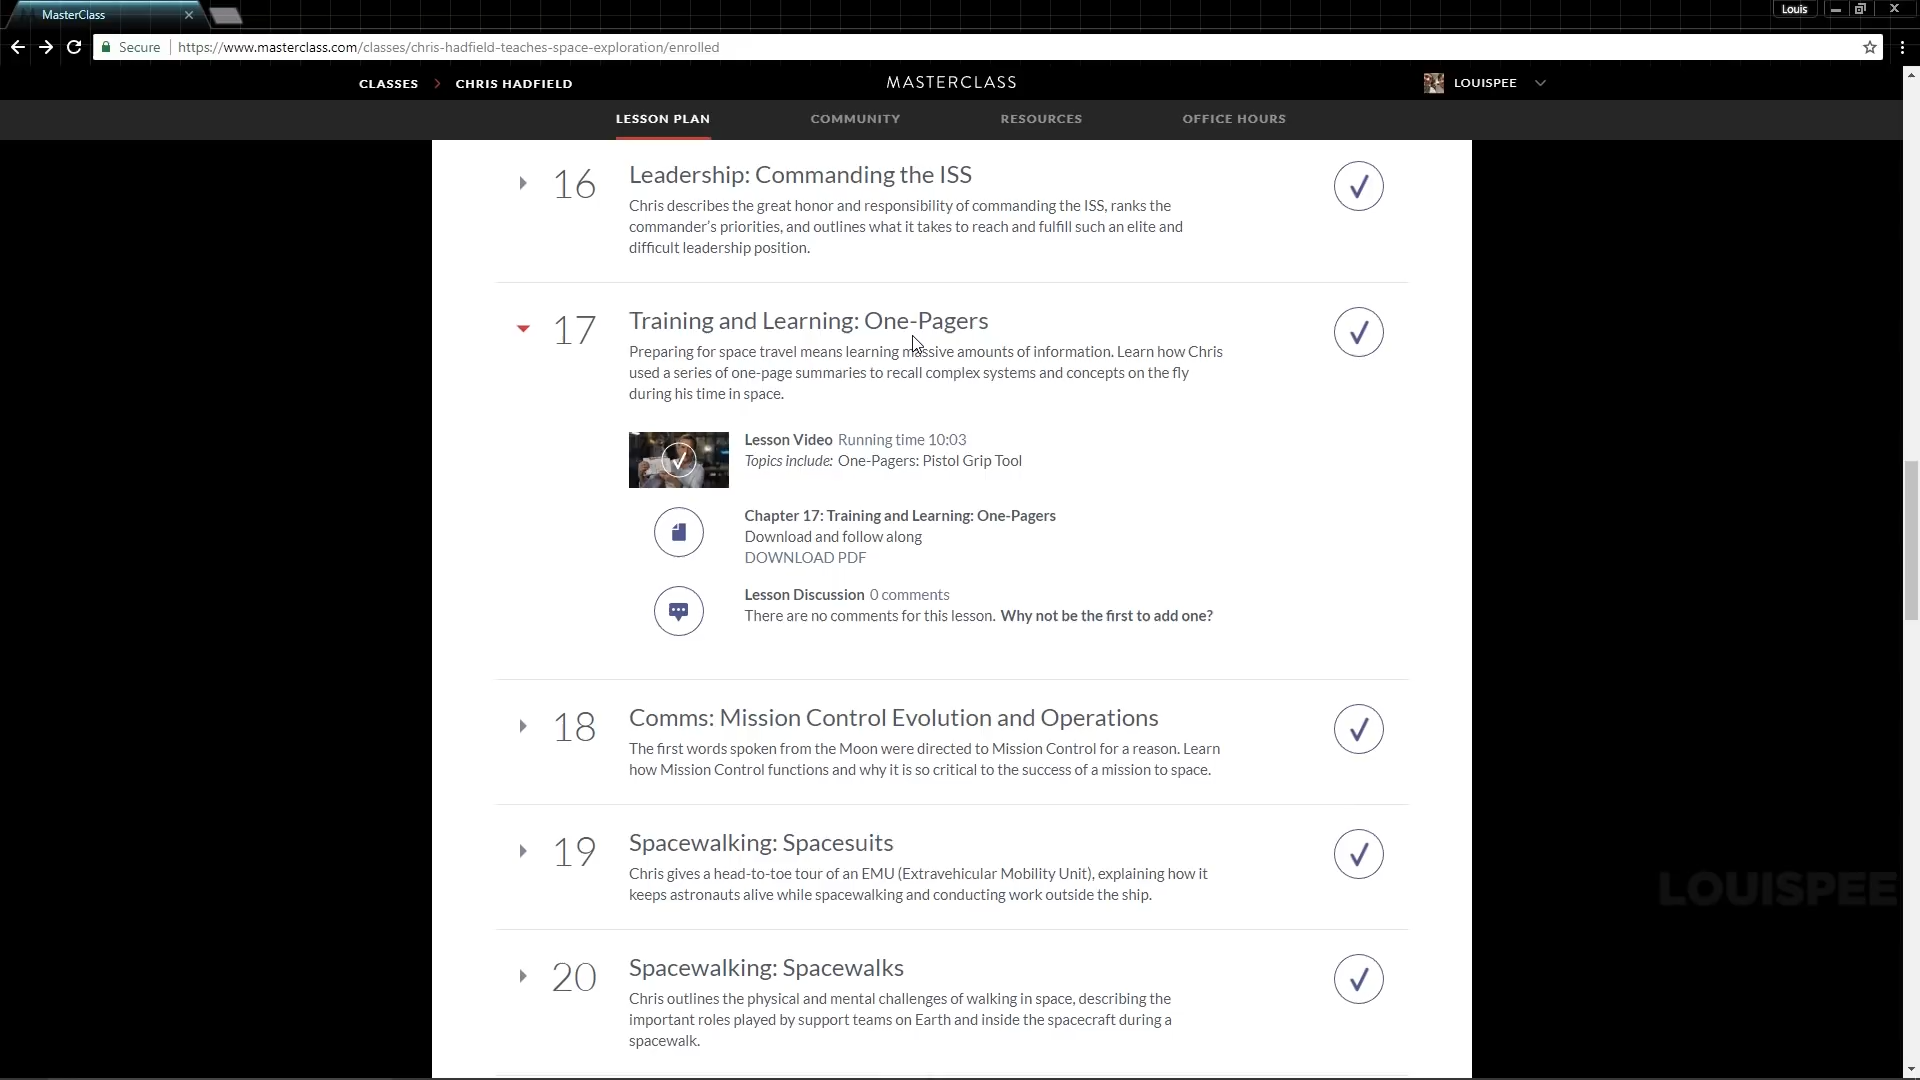 MasterClass
Louis
Secure
https://www.masterclass.com/classes/chris-hadfield-teaches-space-exploration/enrolled
CLASSES
CHRIS HADFIELD
MASTERCLASS
LOUISPEE
LESSON PLAN
COMMUNITY
RESOURCES
OFFICE HOURS
16
Leadership: Commanding the ISS
Chris describes the great honor and responsibility of commanding the ISS, ranks the
commander's priorities, and outlines what it takes to reach and fulfill such an elite and
difficult leadership position.
17
Training and Learning: One-Pagers
Preparing for space travel means learning massive amounts of information. Learn how Chris
used a series of one-page summaries to recall complex systems and concepts on the fly
during his time in space.
Lesson Video Running time 10:03
Topics include: One-Pagers: Pistol Grip Tool
Chapter 17: Training and Learning: One-Pagers
Download and follow along
DOWNLOAD PDF
Lesson Discussion 0 comments
There are no comments for this lesson. Why not be the first to add one?
18
Comms: Mission Control Evolution and Operations
The first words spoken from the Moon were directed to Mission Control for a reason. Learn
how Mission Control functions and why it is so critical to the success of a mission to space.
19
Spacewalking: Spacesuits
Chris gives a head-to-toe tour of an EMU (Extravehicular Mobility Unit), explaining how it
keeps astronauts alive while spacewalking and conducting work outside the ship.
LOUISPEE
20
Spacewalking: Spacewalks
Chris outlines the physical and mental challenges of walking in space, describing the
important roles played by support teams on Earth and inside the spacecraft during a
spacewalk.